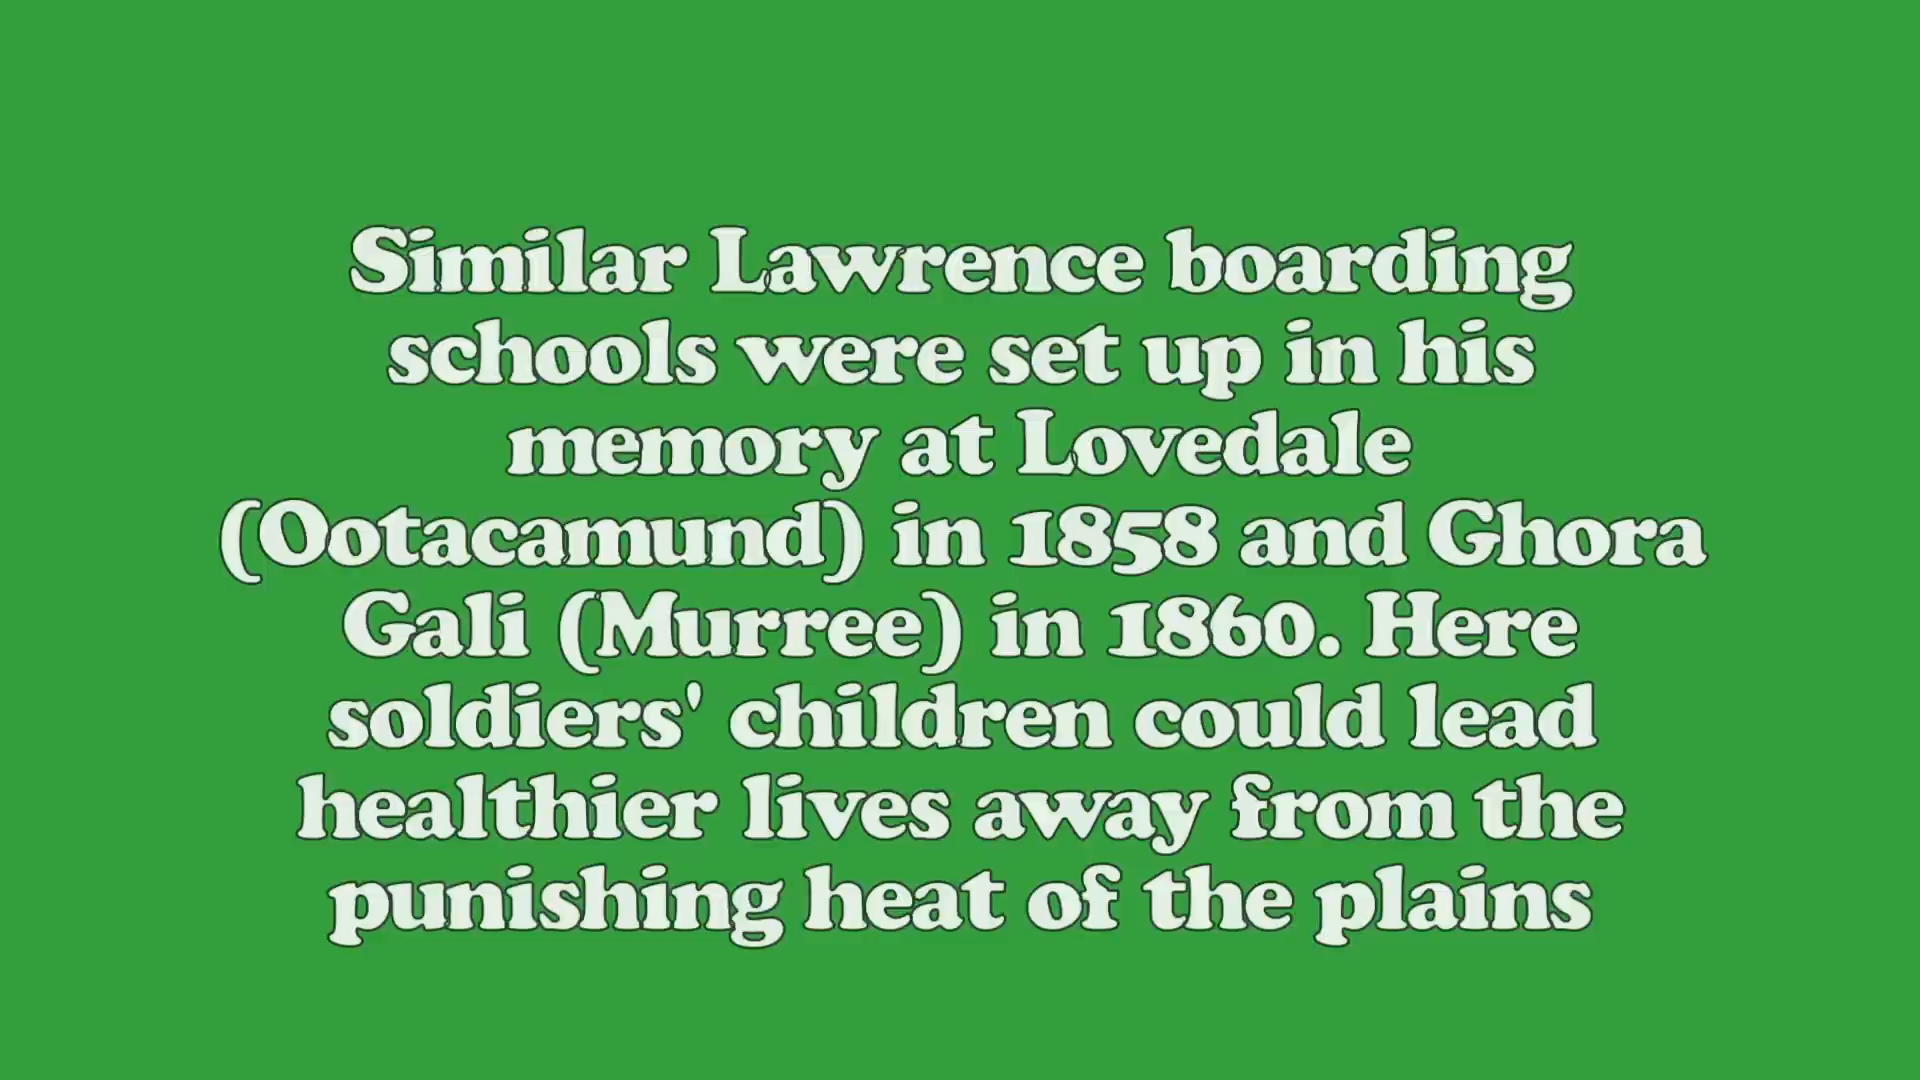 Similar Lawrence boarding
schools were set up in his
memory at Lovedale
(Ootacamund) in 1858 and Ghora
Gali (Murree) in 1860. Here
soldiers' children could lead
healthier lives away from the
punishing heat of the plains